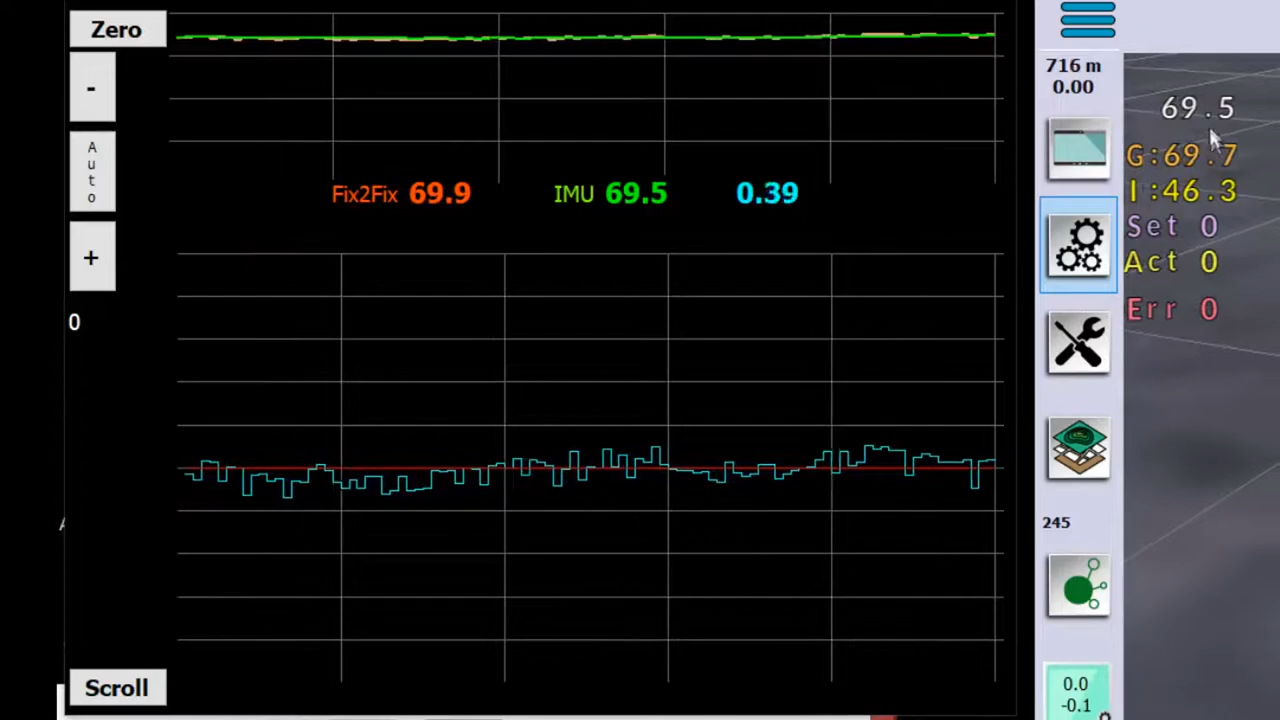 Zero
-
Auto
+
0
Fix2Fix 69.9 IMU 69.5 0.39
Scroll
716 m
0.00
69.5
G:69.7
I:46.3
Set 0
Act 0
Err 0
245
0.0
-0.1